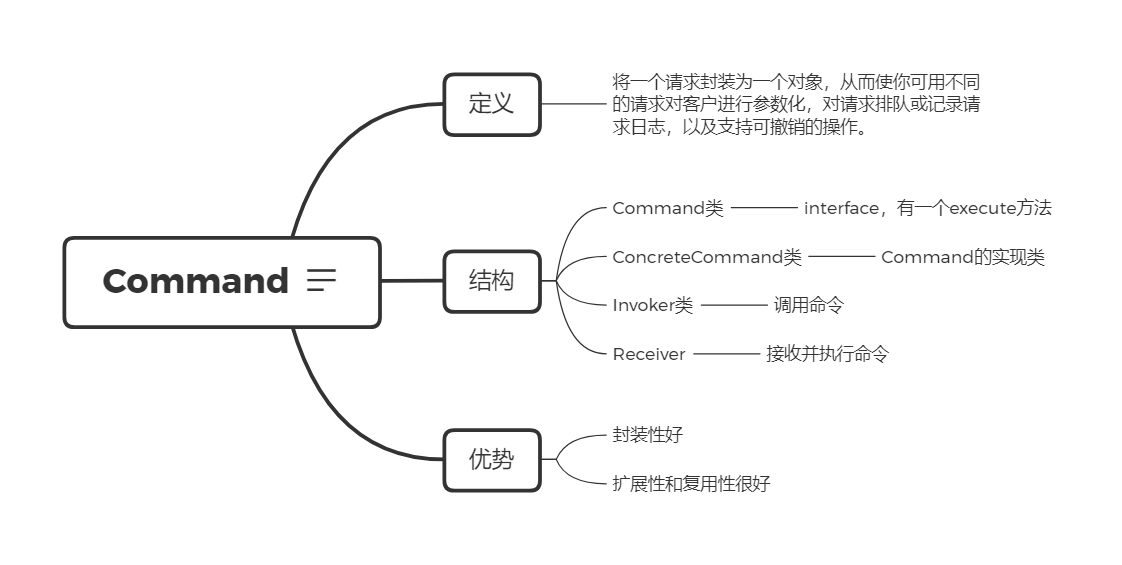 Command
定义
将一个请求封装为一个对象，从而使你可用不同
的请求对客户进行参数化，对请求排队或记录请
求日志，以及支持可撤销的操作。
结构
Command类
interface，有一个execute方法
ConcreteCommand类
Command的实现类
Invoker类
调用命令
Receiver
接收并执行命令
优势
封装性好
扩展性和复用性很好